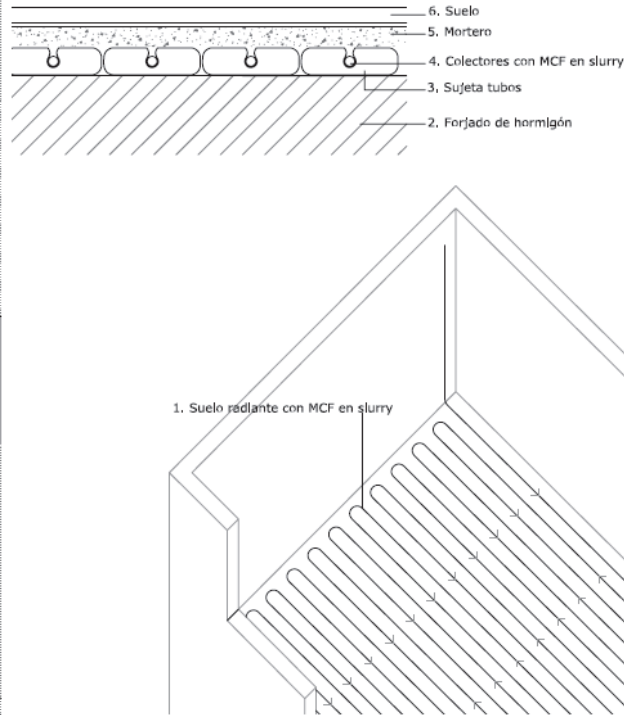 6. Suelo
5. Mortero
4. Colectores con MCF en slurry
3. Sujeta tubos
2. Forjado de hormigón
1. Suelo radiante con MCF en slurry